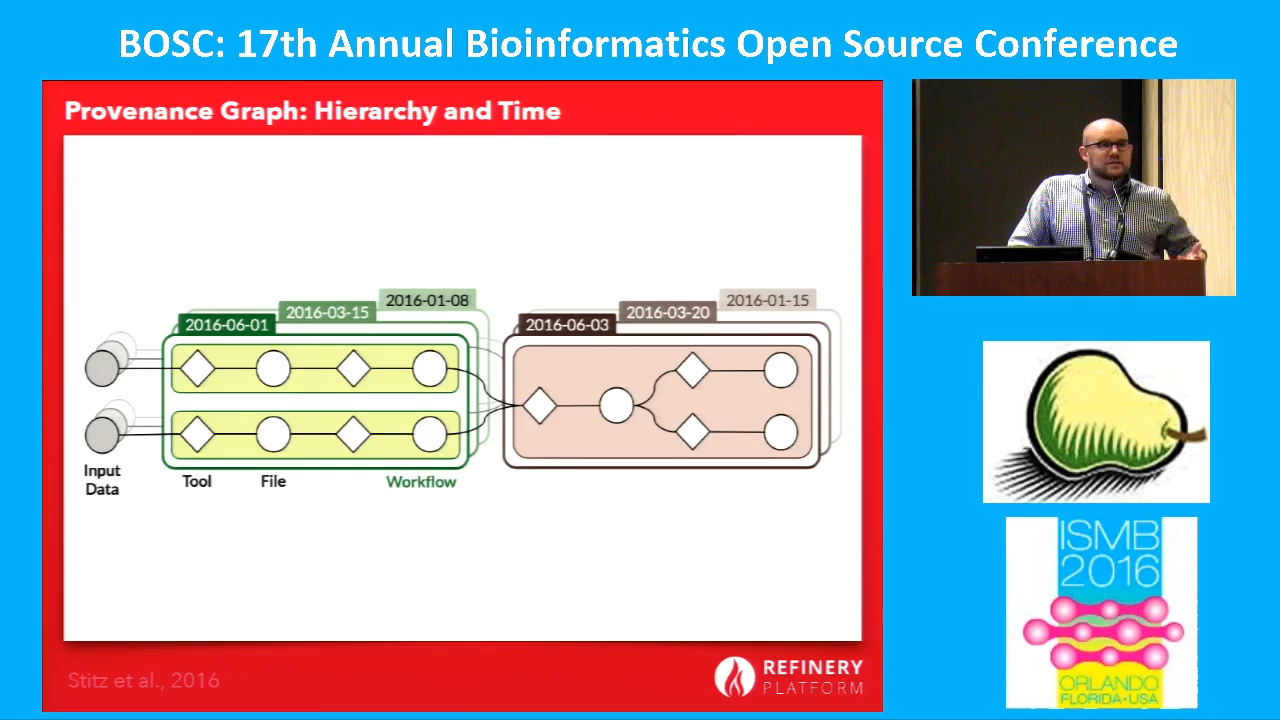 BOSC: 17th Annual Bioinformatics Open Source Conference
Provenance Graph: Hierarchy and Time
2016-06-01
2016-03-15
2016-01-08
2016-06-03
2016-03-20
2016-01-15
Input
Data
Tool
File
Workflow
Stitz et al., 2016
REFINERY
PLATFORM
ISMB
2016
ORLANDO
FLORIDA•USA